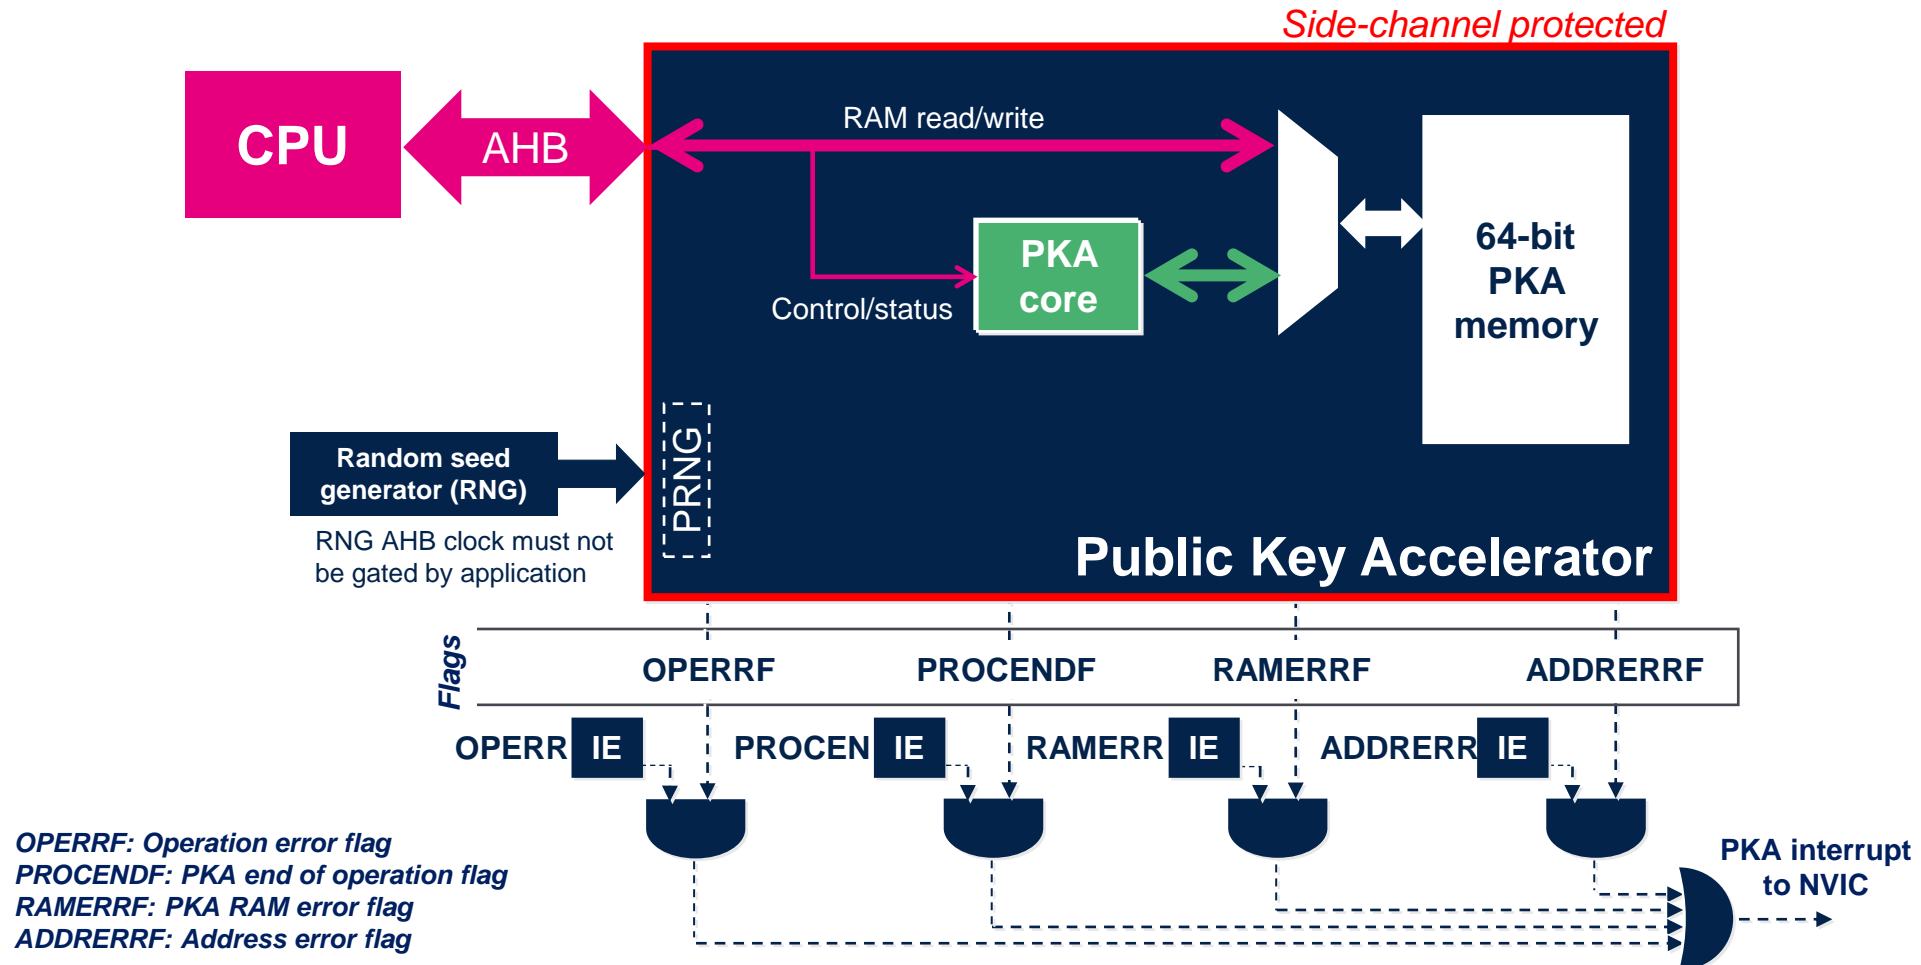 Side-channel protected
CPU
AHB
RAM read/write
PKA
core
Control/status
64-bit
PKA
memory
Random seed
generator (RNG)
RNG AHB clock must not
be gated by application
PRNG
Public Key Accelerator
Flags
OPERRF PROCENDF RAMERRF ADDRERRF
OPERR IE PROCEN IE RAMERR IE ADDRERR IE
OPERRF: Operation error flag
PROCENDF: PKA end of operation flag
RAMERRF: PKA RAM error flag
ADDRERRF: Address error flag
PKA interrupt
to NVIC